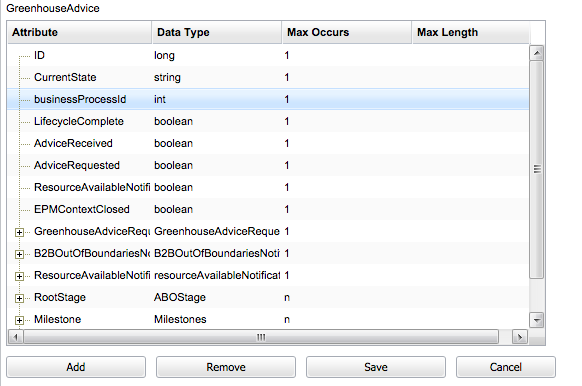 GreenhouseAdvice
Attribute Data Type Max Occurs Max Length
ID long 1
CurrentState string 1
businessProcessId int 1
LifecycleComplete boolean 1
AdviceReceived boolean 1
AdviceRequested boolean 1
ResourceAvailableNotifi boolean 1
EPMContextClosed boolean 1
GreenhouseAdviceRequ GreenhouseAdviceReque 1
B2BOutOfBoundariesNo B2BOutOfBoundariesNoti 1
ResourceAvailableNotifi resourceAvailableNotificat 1
RootStage ABOStage n
Milestone Milestones n
Add Remove Save Cancel